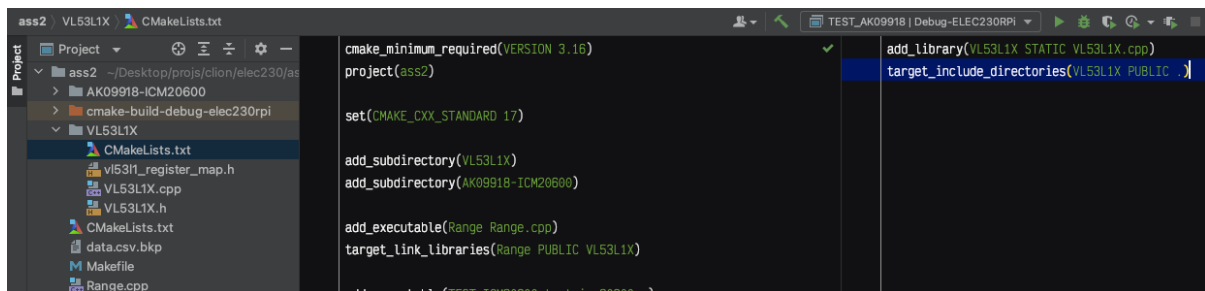 ass2 > VL53L1X > CMakeLists.txt
TEST_AK09918 | Debug-ELEC230RPi
Project
Project
ass2 ~/Desktop/projs/clion/elec230/as
AK09918-ICM20600
cmake-build-debug-elec230rpi
VL53L1X
CMakeLists.txt
vl53l1_register_map.h
VL53L1X.cpp
VL53L1X.h
CMakeLists.txt
data.csv.bkp
Makefile
Range.cpp
cmake_minimum_required(VERSION 3.16)
project(ass2)
set(CMAKE_CXX_STANDARD 17)
add_subdirectory(VL53L1X)
add_subdirectory(AK09918-ICM20600)
add_executable(Range Range.cpp)
target_link_libraries(Range PUBLIC VL53L1X)
add_library(VL53L1X STATIC VL53L1X.cpp)
target_include_directories(VL53L1X PUBLIC .)